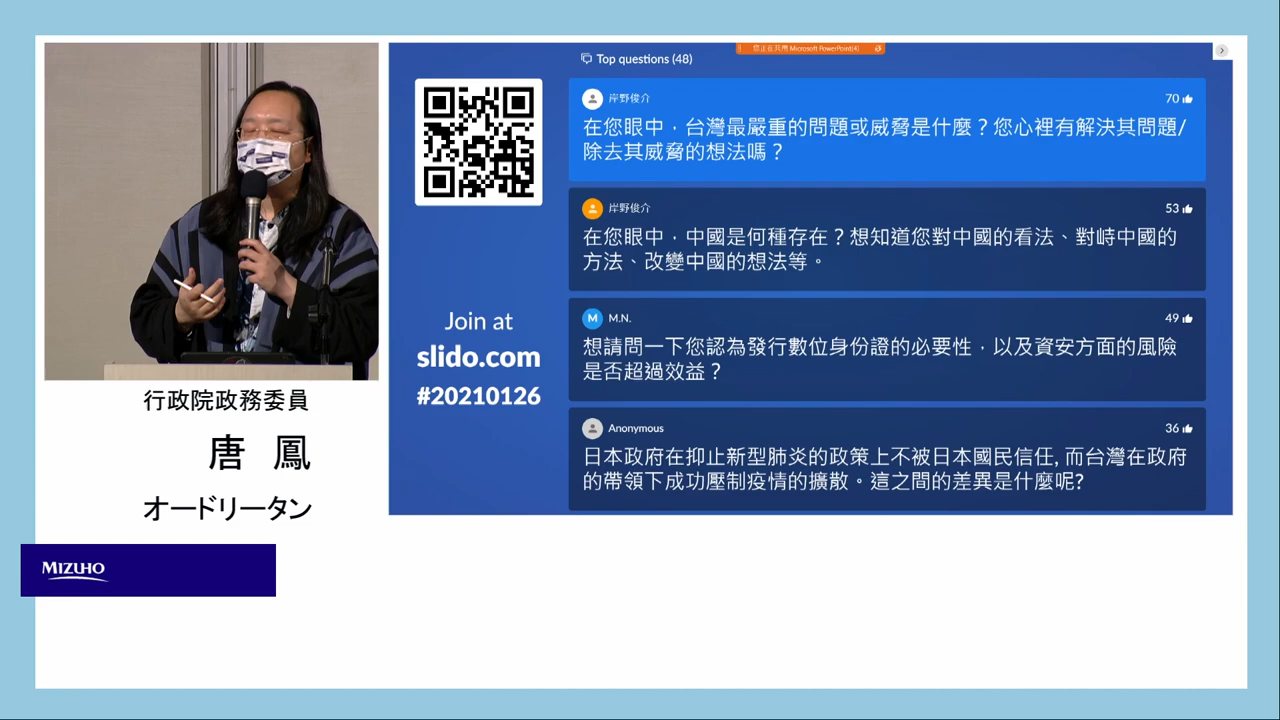 行政院政務委員
唐 鳳
オードリータン
MIZUHO
您正在共用 Microsoft PowerPoint(4)
Top questions (48)
Join at
slido.com
#20210126
岸野俊介
70
在您眼中，台灣最嚴重的問題或威脅是什麼？您心裡有解決其問題/
除去其威脅的想法嗎？
岸野俊介
53
在您眼中，中國是何種存在？想知道您對中國的看法、對峙中國的
方法、改變中國的想法等。
M
M.N.
49
想請問一下您認為發行數位身份證的必要性，以及資安方面的風險
是否超過效益？
Anonymous
36
日本政府在抑止新型肺炎的政策上不被日本國民信任, 而台灣在政府
的帶領下成功壓制疫情的擴散。這之間的差異是什麼呢?